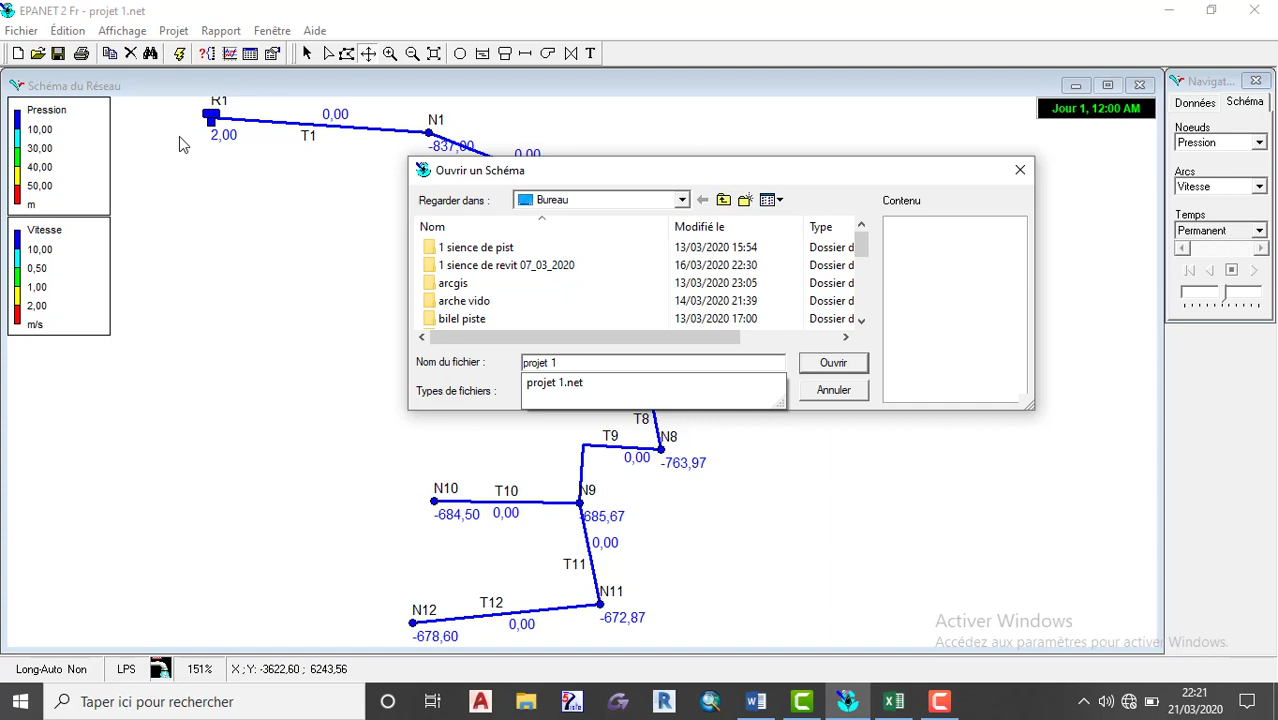 EPANET 2 Fr - projet 1.net
Fichier Édition Affichage Projet Rapport Fenêtre Aide
Schéma du Réseau
Pression
10,00
30,00
40,00
50,00
m
Vitesse
10,00
0,50
1,00
2,00
m/s
R1
2,00
0,00
T1
N1
-837,00
0,00
Jour 1, 12:00 AM
Ouvrir un Schéma
Regarder dans : Bureau
Contenu
Nom Modifié le Type
1 sience de pist 13/03/2020 15:54 Dossier d
1 sience de revit 07_03_2020 16/03/2020 22:30 Dossier d
arcgis 13/03/2020 23:05 Dossier d
arche vido 14/03/2020 21:39 Dossier d
bilel piste 13/03/2020 17:00 Dossier d
Nom du fichier : projet 1 Ouvrir
projet 1.net
Types de fichiers : Annuler
T8
T9 N8
0,00 -763,97
N10 T10 N9
-684,50 0,00 -685,67
0,00
T11
N11
-672,87
N12 T12
0,00
-678,60
Navigat...
Données Schéma
Noeuds
Pression
Arcs
Vitesse
Temps
Permanent
Activer Windows
Accédez aux paramètres pour activer Windows.
Long-Auto Non LPS 151% X ; Y: -3622,60 ; 6243,56
Taper ici pour rechercher
22:21
21/03/2020